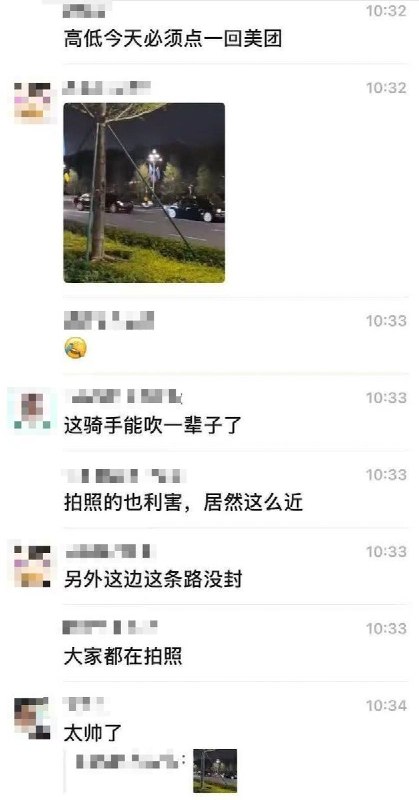 10:32
高低今天必须点一回美团
10:32
10:33
10:33
这骑手能吹一辈子了
10:33
拍照的也利害，居然这么近
10:33
另外这边这条路没封
10:33
大家都在拍照
10:34
太帅了